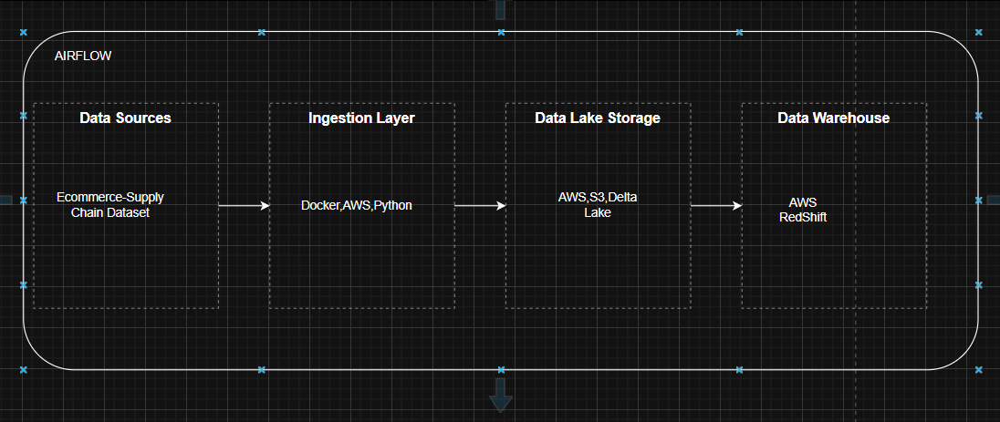 AIRFLOW
Data Sources
Ecommerce-Supply
Chain Dataset
Ingestion Layer
Docker,AWS,Python
Data Lake Storage
AWS,S3,Delta
Lake
Data Warehouse
AWS
RedShift